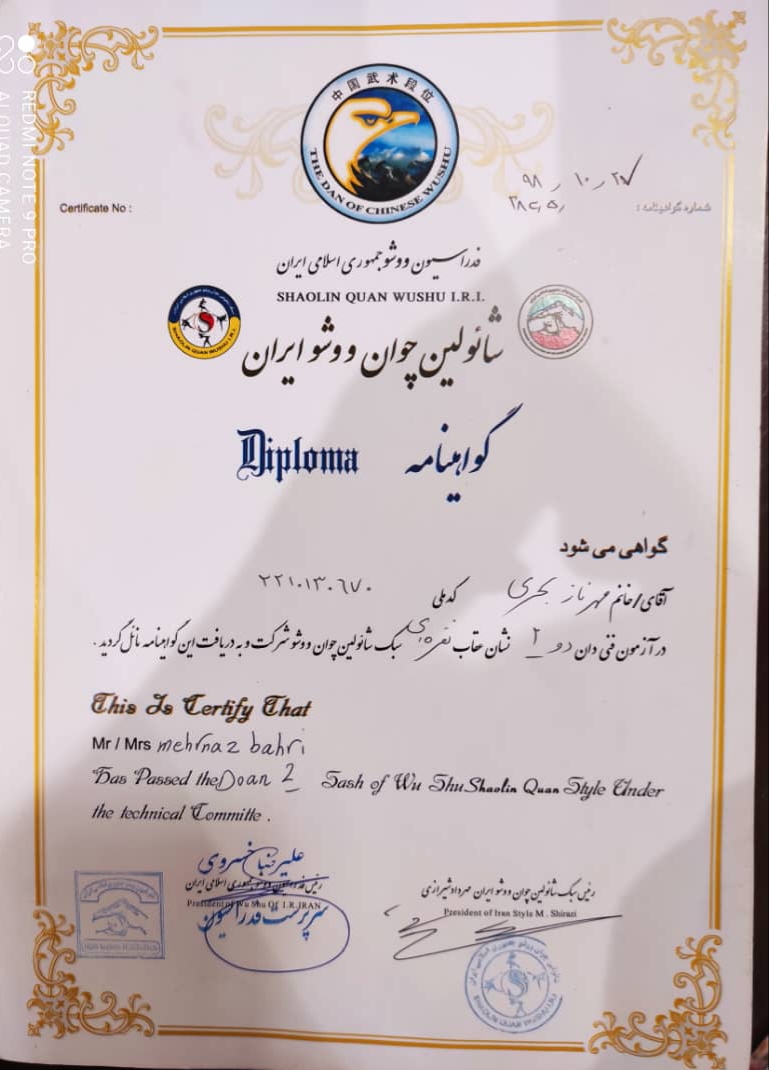 中国武术段位
THE DAN OF CHINESE WUSHU
۹۸ / ۱۰ / ۲۷
Certificate No :
شماره گواهینامه :
فدراسیون ووشو جمهوری اسلامی ایران
SHAOLIN QUAN WUSHU I.R.I.
SHAOLIN QUAN WUSHU I.R.I.
شائولین چوان ووشو ایران
Diploma گواهینامه
گواهی می شود
آقای/خانم مهرناز بحری کدملی ۲۲۱۰۱۳۰۶۷۰
در آزمون فنی دان دو ۲ نشان عقاب نقره‌ای سبک شائولین چوان ووشو شرکت و به دریافت این گواهینامه نائل گردید .
This Is Certify That
Mr / Mrs mehrnaz bahri
Has Passed the Doan 2 Sash of Wu Shu Shaolin Quan Style Under
the technical Committe .
علیرضا خسروی
رئیس فدراسیون ووشو جمهوری اسلامی ایران
President of Wu Shu Of I.R.IRAN
سرپرست فدراسیون
رئیس سبک شائولین چوان ووشو ایران مهرداد شیرازی
President of Iran Style M . Shirazi
SHAOLIN QUAN WUSHU I.R.I
REDMI NOTE 9 PRO
AI QUAD CAMERA